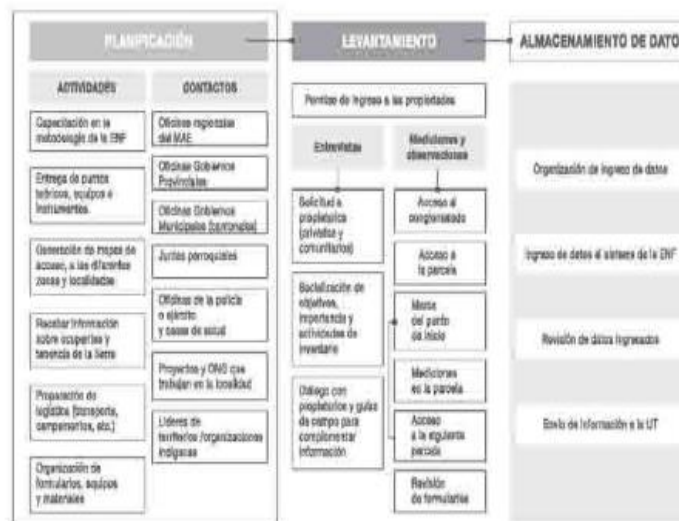 PLANIFICACIÓN
LEVANTAMIENTO
ALMACENAMIENTO DE DATO
ACTIVIDADES
CONTACTOS
Capacitación en la
metodología de la ENF
Entrega de puntos
teóricos, equipos e
instrumentos.
Generación de mapas de
acceso, a las diferentes
zonas y localidades
Recabar información
sobre ocupantes y
tenencia de la tierra
Preparación de
logística (transporte,
campamentos, etc.)
Organización de
formularios, equipos
y materiales
Oficinas regionales
del MAE
Oficinas Gobiernos
Provinciales
Oficinas Gobiernos
Municipales (cantonales)
Juntas parroquiales
Oficinas de la policía
o ejército
y casas de salud
Proyectos y ONG que
trabajan en la localidad
Líderes de
territorios /organizaciones
indígenas
Permiso de ingreso a las propiedades
Entrevistas
Mediciones y
observaciones
Solicitud a
propietarios
(privados y
comunitarios)
Socialización de
objetivos,
importancia y
actividades de
inventario
Diálogo con
propietarios y guías
de campo para
complementar
información
Acceso al
conglomerado
Acceso a
la parcela
Marca
del punto
de inicio
Mediciones
en la parcela
Acceso
a la siguiente
parcela
Revisión
de formularios
Organización de ingreso de datos
Ingreso de datos al sistema de la ENF
Revisión de datos ingresados
Envío de información a la UT